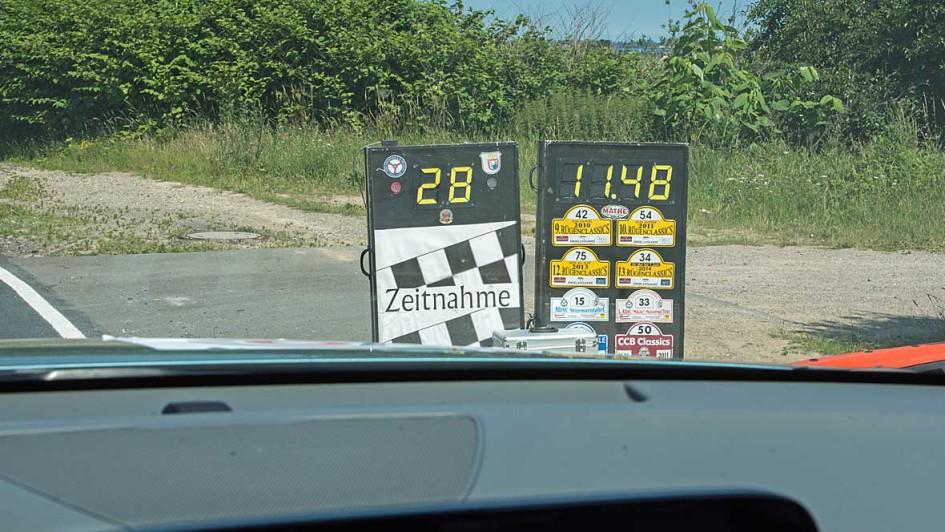 28
Zeitnahme
11.48
MÄTHÉ
42
2010
9. RÜGENCLASSICS
54
2011
10. RÜGENCLASSICS
75
2013
12. RÜGENCLASSICS
34
2014
13. RÜGENCLASSICS
15
33
50
CCB Classics
2011